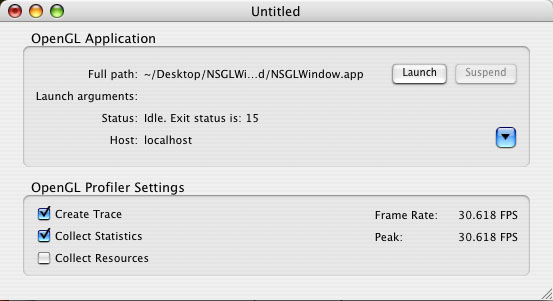 Untitled
OpenGL Application
Full path: ~/Desktop/NSGLWi...d/NSGLWindow.app Launch Suspend
Launch arguments:
Status: Idle. Exit status is: 15
Host: localhost
OpenGL Profiler Settings
Create Trace Frame Rate: 30.618 FPS
Collect Statistics Peak: 30.618 FPS
Collect Resources